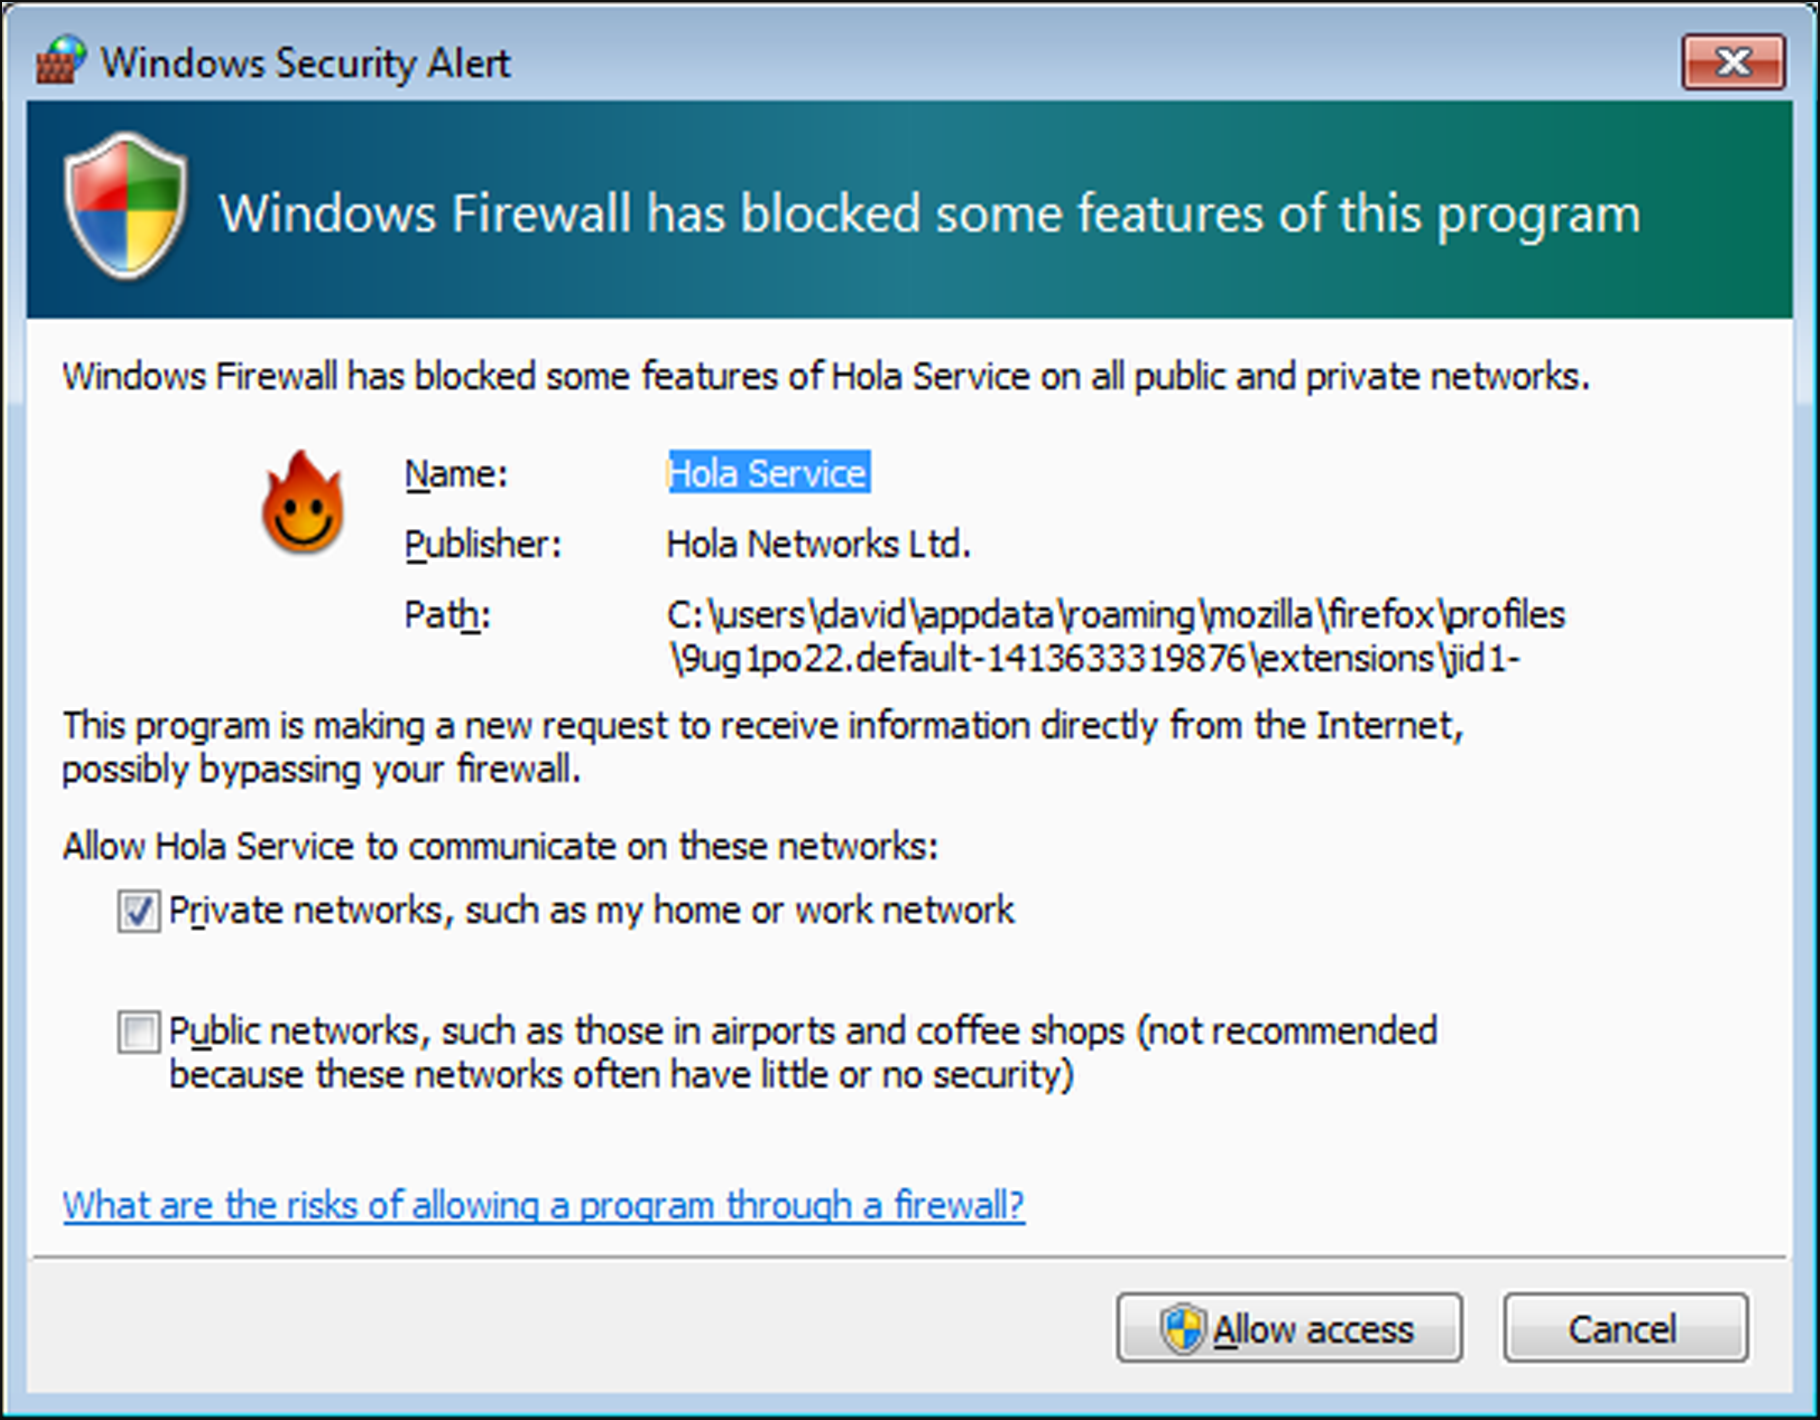 Windows Security Alert
Windows Firewall has blocked some features of this program
Windows Firewall has blocked some features of Hola Service on all public and private networks.
Name: Hola Service
Publisher: Hola Networks Ltd.
Path: C:\users\david\appdata\roaming\mozilla\firefox\profiles
\9ug1po22.default-1413633319876\extensions\jid1-
This program is making a new request to receive information directly from the Internet,
possibly bypassing your firewall.
Allow Hola Service to communicate on these networks:
Private networks, such as my home or work network
Public networks, such as those in airports and coffee shops (not recommended
because these networks often have little or no security)
What are the risks of allowing a program through a firewall?
Allow access Cancel